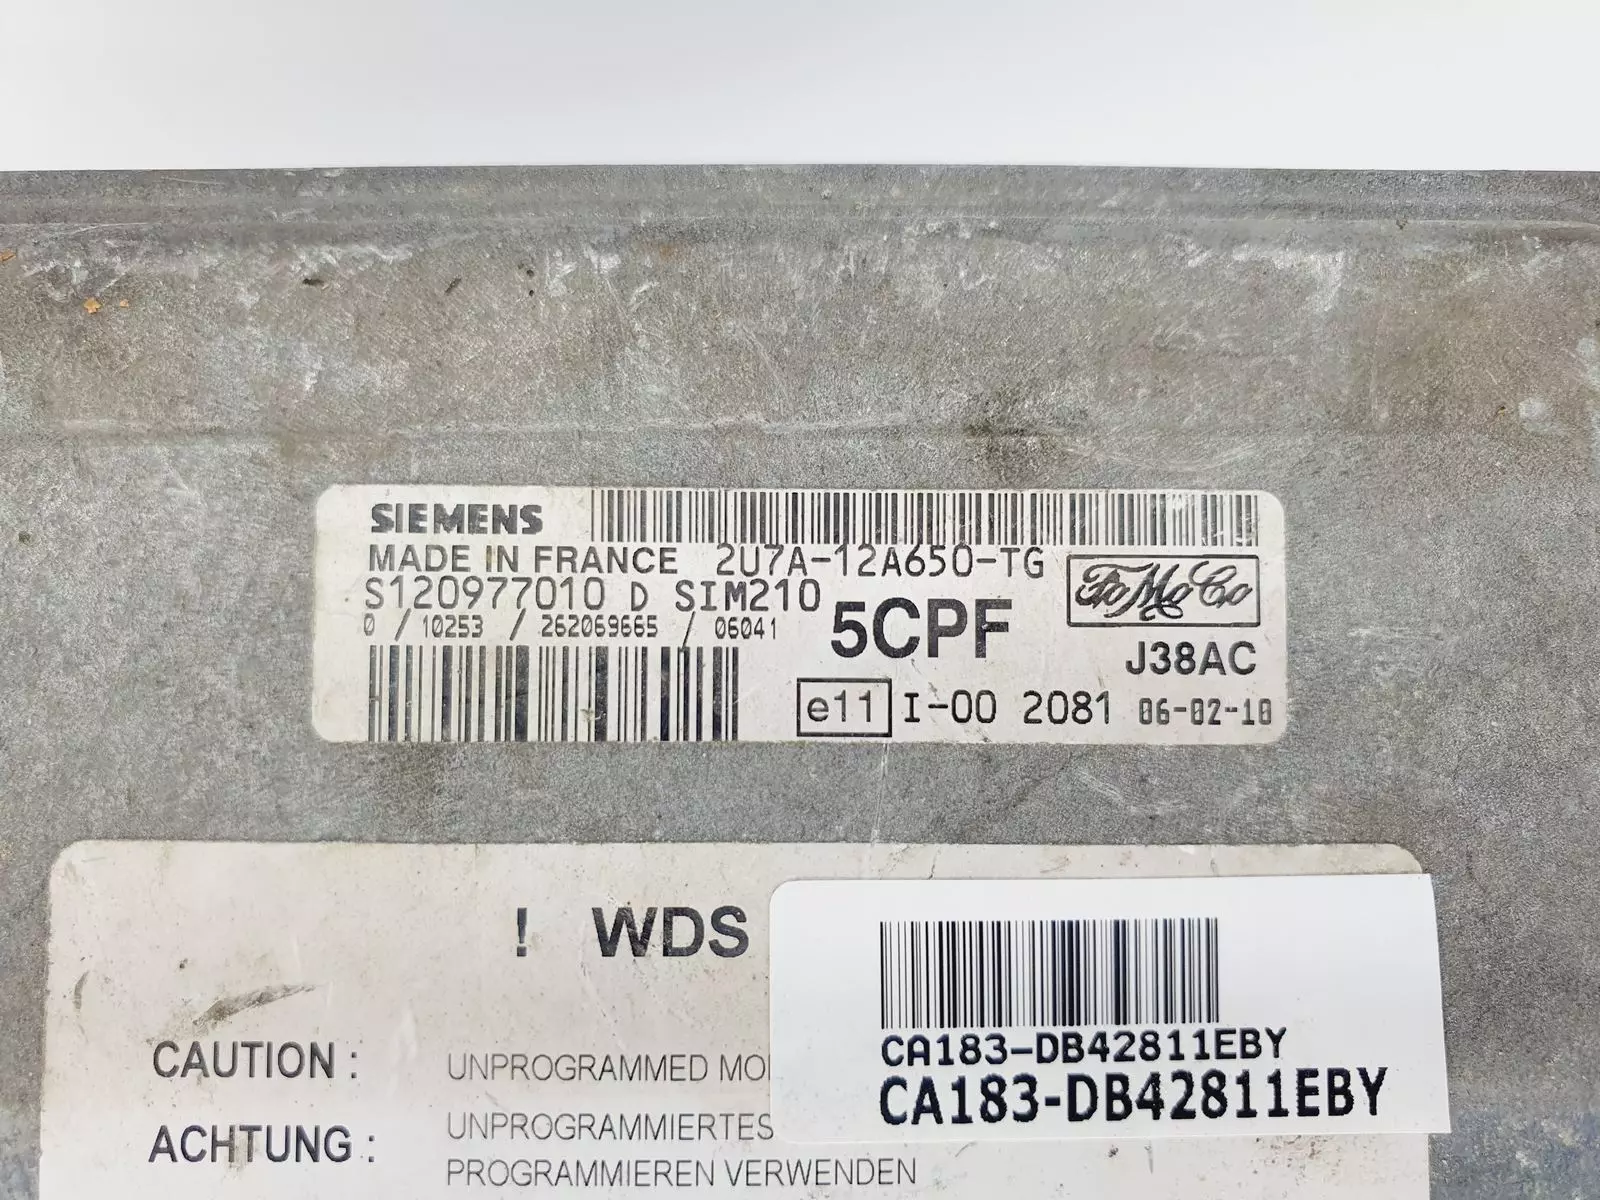 SIEMENS
MADE IN FRANCE 2U7A-12A650-TG
S120977010 D SIM210
FoMoCo
0 / 10253 / 262069665 / 06041
5CPF
J38AC
e11 I-00 2081 06-02-10
! WDS
CAUTION : UNPROGRAMMED
ACHTUNG : UNPROGRAMMIERTES
PROGRAMMIEREN VERWENDEN
CA183-DB42811EBY
CA183-DB42811EBY